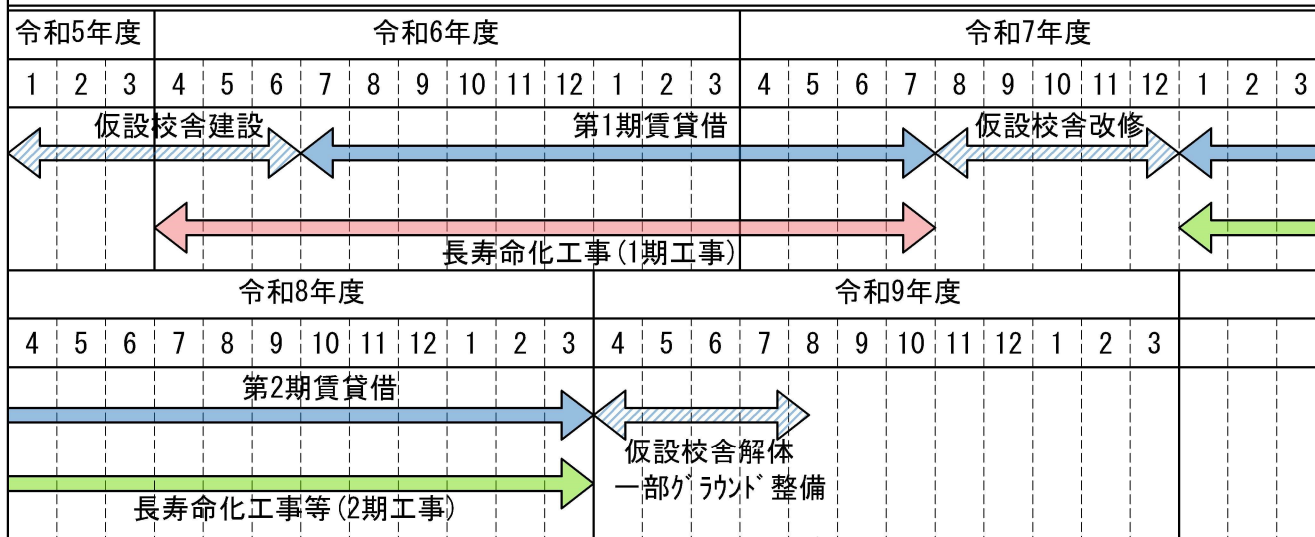 令和5年度 令和6年度 令和7年度
1 2 3 4 5 6 7 8 9 10 11 12 1 2 3 4 5 6 7 8 9 10 11 12 1 2 3
仮設校舎建設 第1期賃貸借 仮設校舎改修
長寿命化工事(1期工事)
令和8年度 令和9年度
4 5 6 7 8 9 10 11 12 1 2 3 4 5 6 7 8 9 10 11 12 1 2 3
第2期賃貸借
仮設校舎解体
一部グラウンド整備
長寿命化工事等(2期工事)